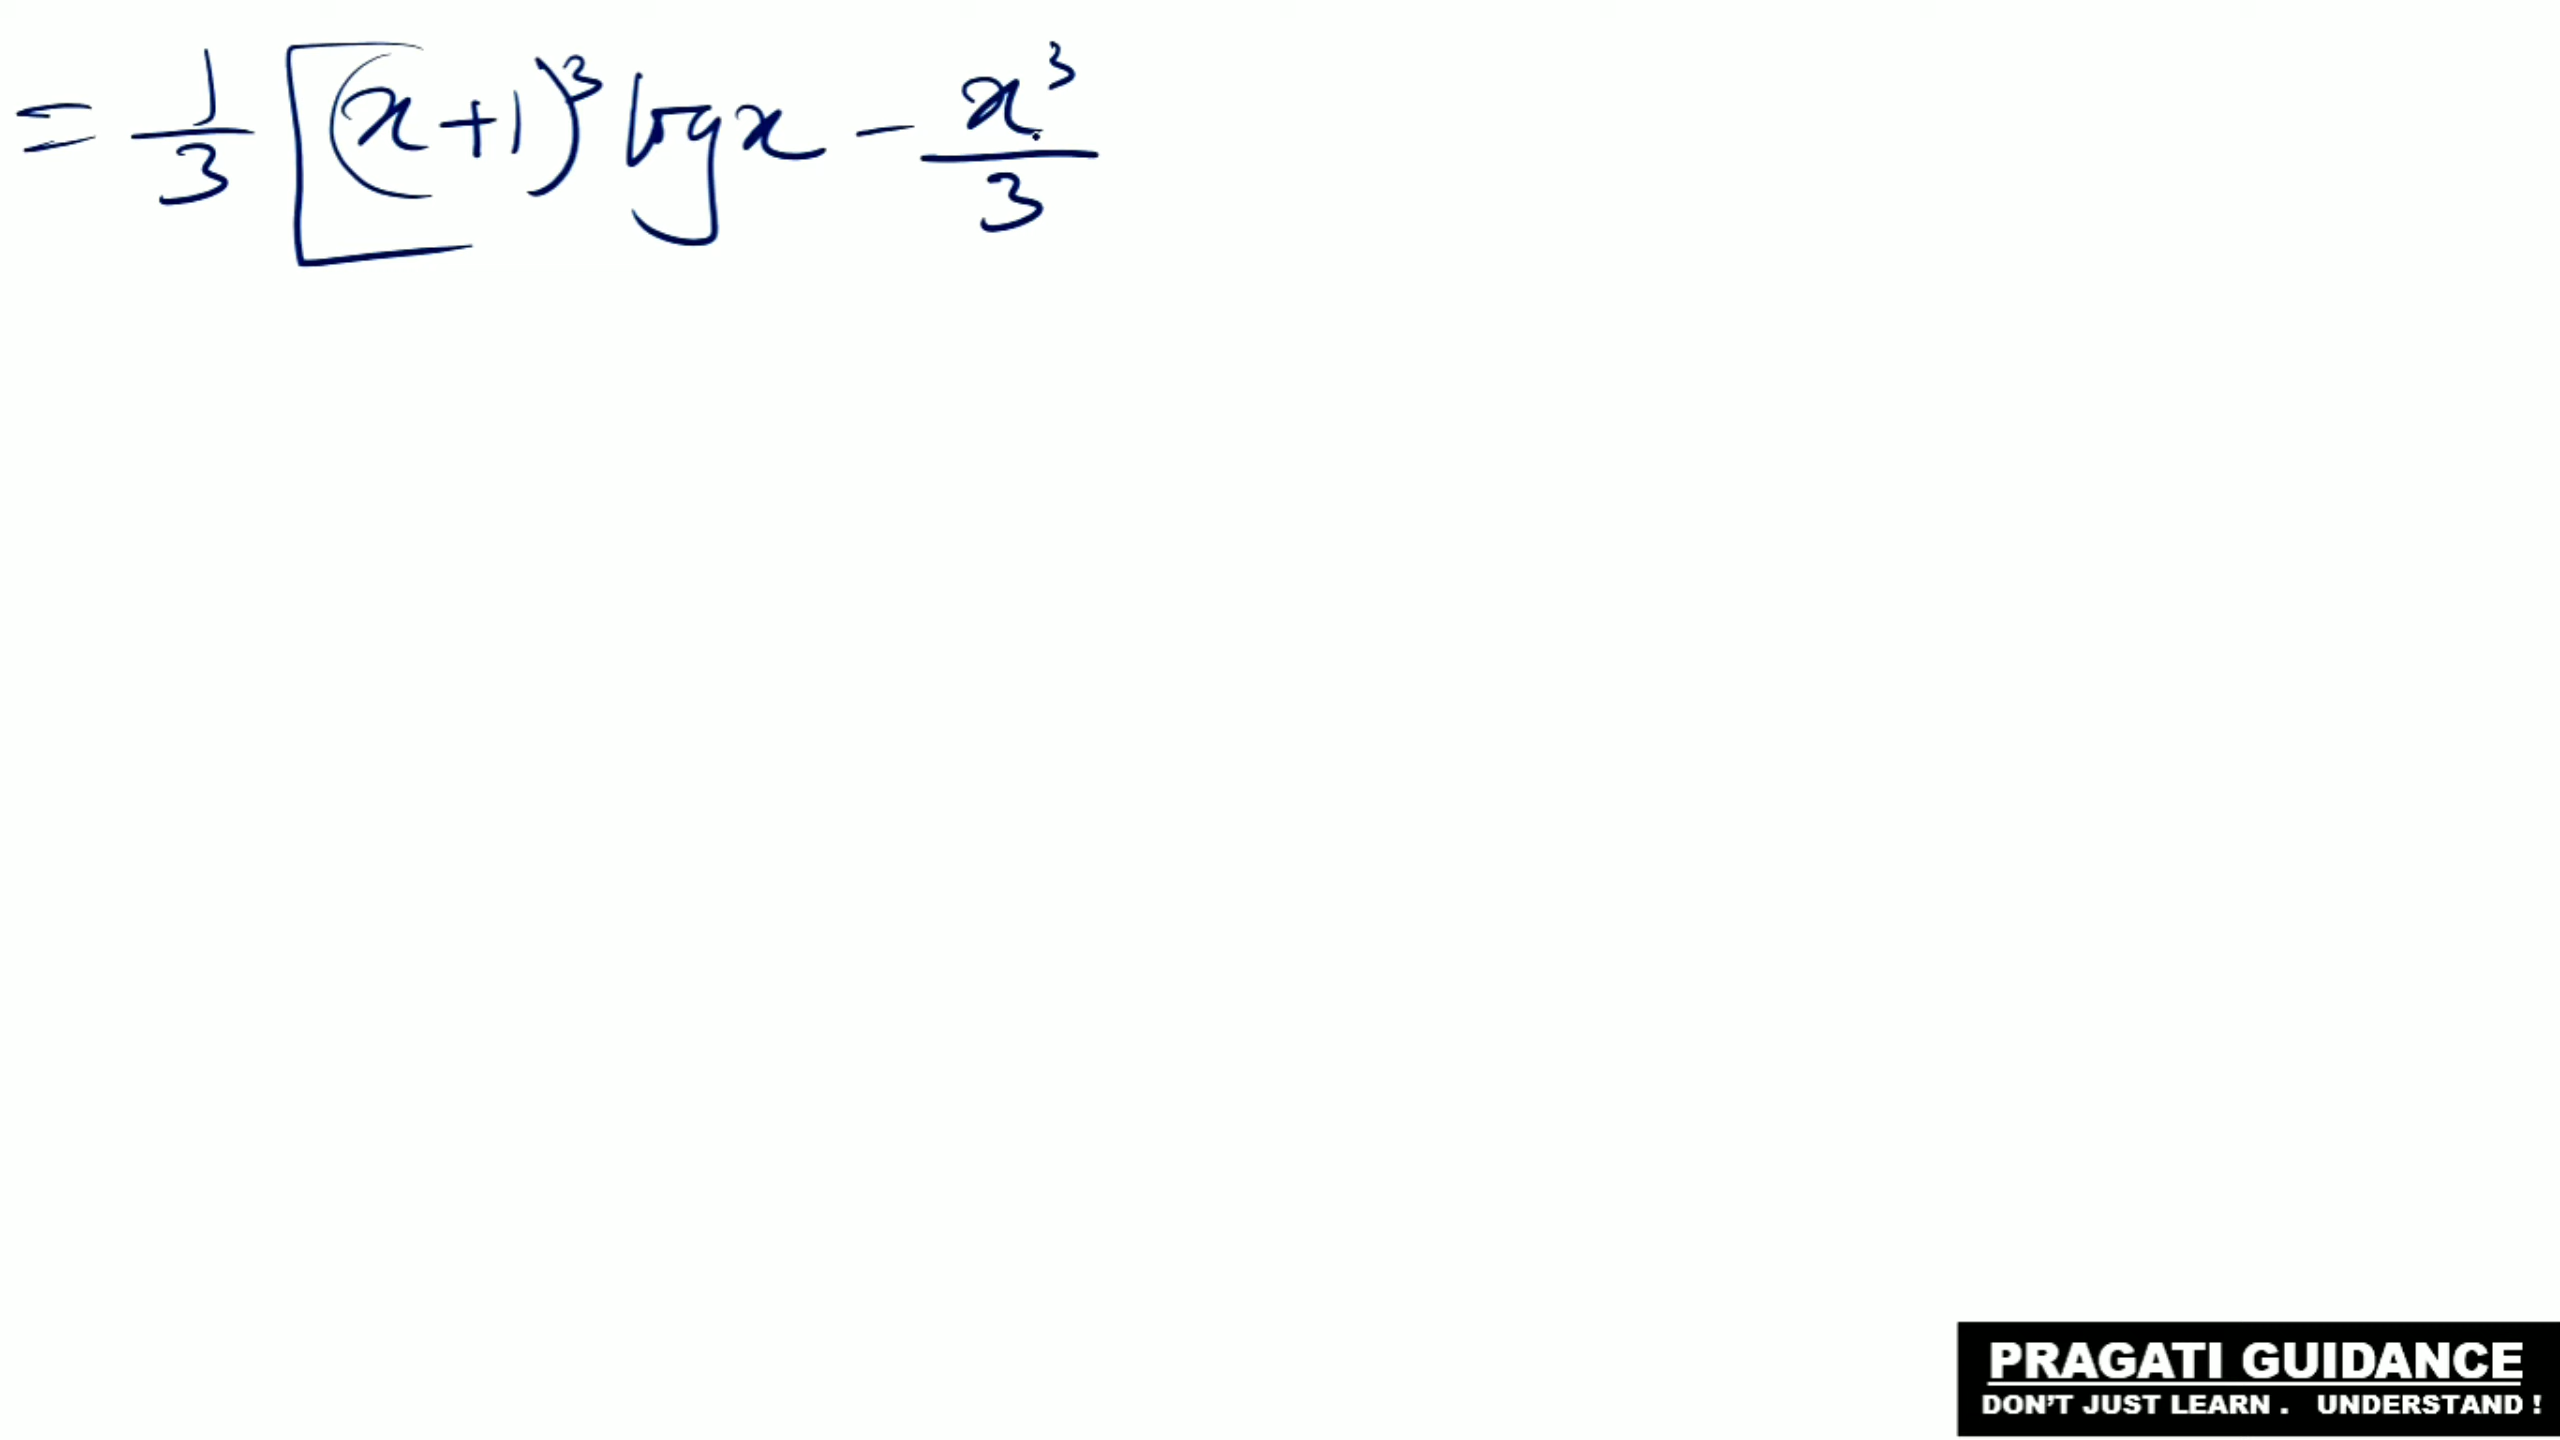 = 1/3 [(x+1)³ log x - x³/3
PRAGATI GUIDANCE
DON'T JUST LEARN . UNDERSTAND !